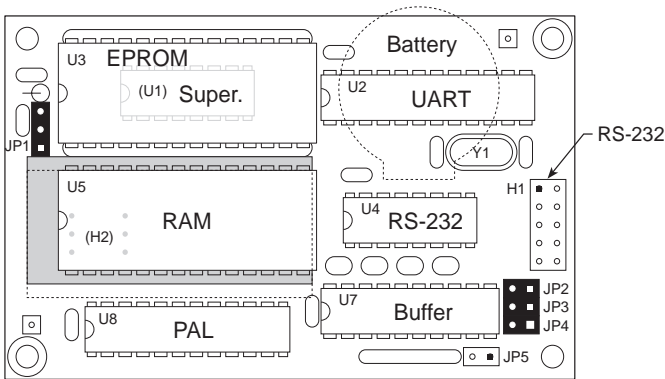 U3
EPROM
(U1)
Super.
Battery
U2
UART
JP1
Y1
RS-232
U5
RAM
(H2)
U4
RS-232
H1
U8
PAL
U7
Buffer
JP2
JP3
JP4
JP5